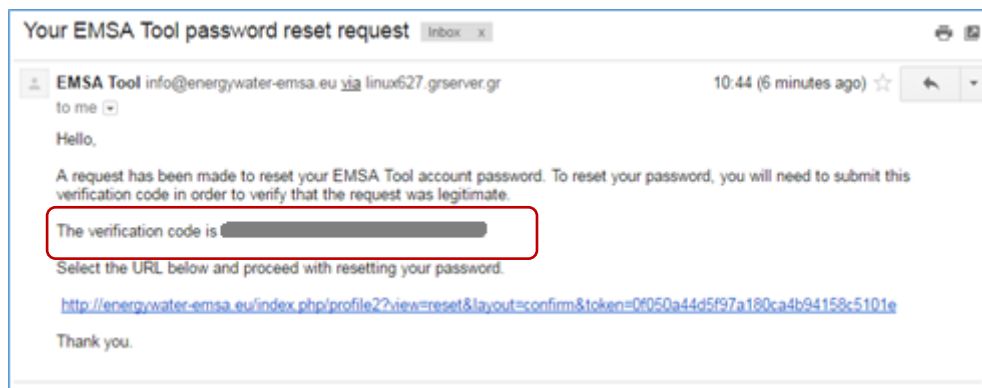 Your EMSA Tool password reset request Inbox x
EMSA Tool info@energywater-emsa.eu via linux627.grserver.gr 10:44 (6 minutes ago)
to me
Hello,
A request has been made to reset your EMSA Tool account password. To reset your password, you will need to submit this
verification code in order to verify that the request was legitimate.
The verification code is
Select the URL below and proceed with resetting your password.
http://energywater-emsa.eu/index.php/profile2?view=reset&layout=confirm&token=0f050a44d5f97a180ca4b94158c5101e
Thank you.